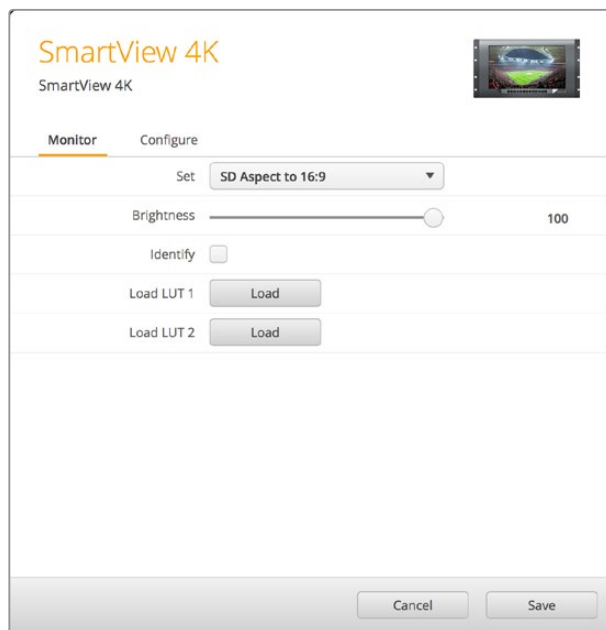 SmartView 4K
SmartView 4K
Monitor Configure
Set SD Aspect to 16:9
Brightness 100
Identify
Load LUT 1 Load
Load LUT 2 Load
Cancel Save